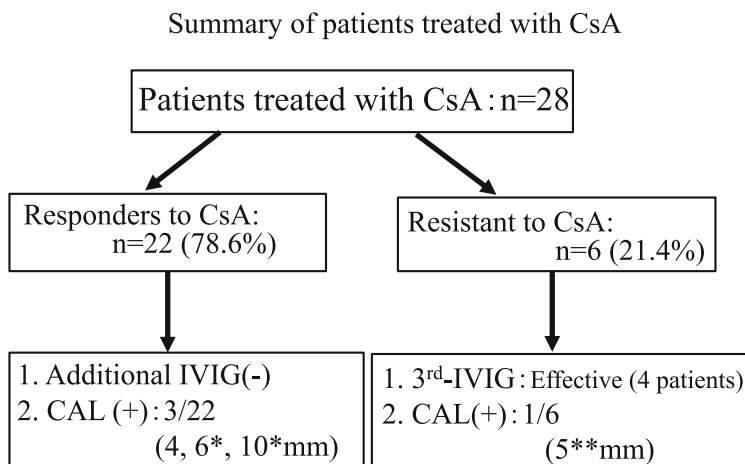 Summary of patients treated with CsA
Patients treated with CsA : n=28
Responders to CsA:
n=22 (78.6%)
Resistant to CsA:
n=6 (21.4%)
1. Additional IVIG(-)
2. CAL (+) : 3/22
(4, 6*, 10*mm)
1. 3rd-IVIG : Effective (4 patients)
2. CAL(+) : 1/6
(5**mm)